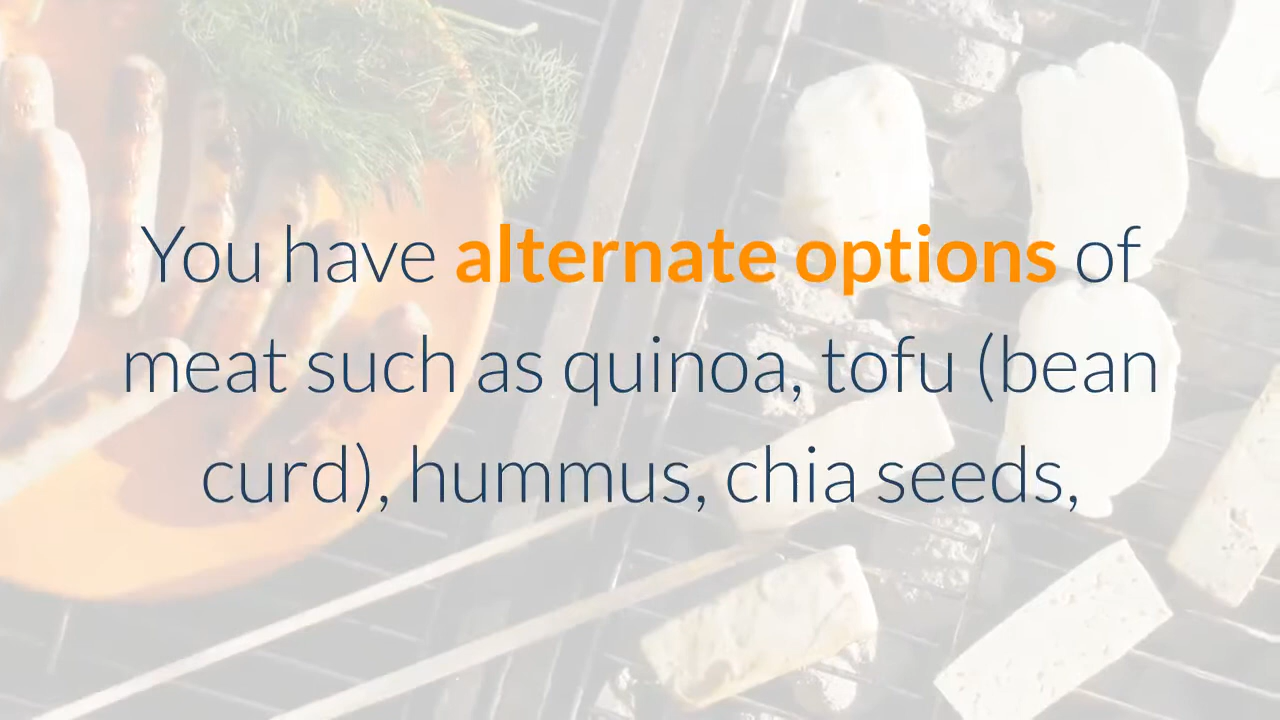 You have alternate options of
meat such as quinoa, tofu (bean
curd), hummus, chia seeds,